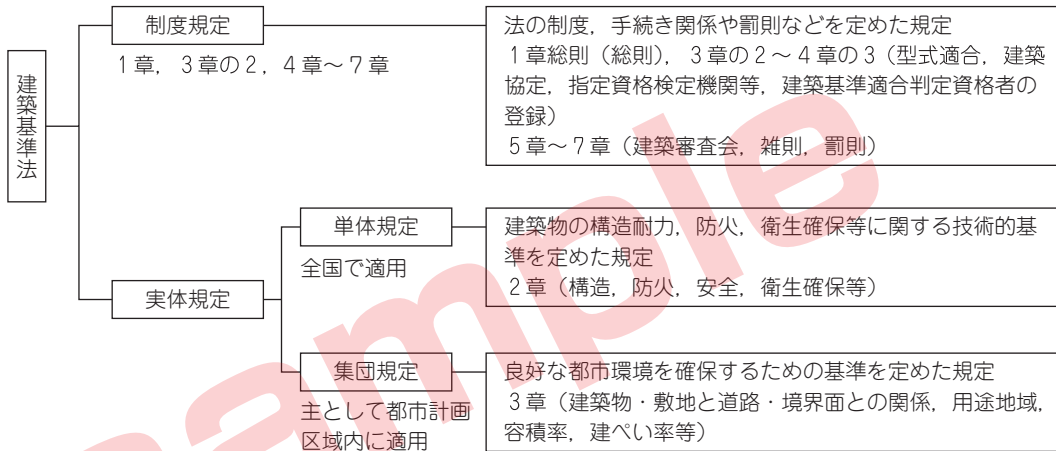 建築基準法
制度規定
1章，3章の2，4章～7章
法の制度，手続き関係や罰則などを定めた規定
1章総則（総則），3章の2～4章の3（型式適合，建築
協定，指定資格検定機関等，建築基準適合判定資格者の
登録）
5章～7章（建築審査会，雑則，罰則）
実体規定
単体規定
全国で適用
建築物の構造耐力，防火，衛生確保等に関する技術的基
準を定めた規定
2章（構造，防火，安全，衛生確保等）
集団規定
主として都市計画
区域内に適用
良好な都市環境を確保するための基準を定めた規定
3章（建築物・敷地と道路・境界面との関係，用途地域，
容積率，建ぺい率等）
sample